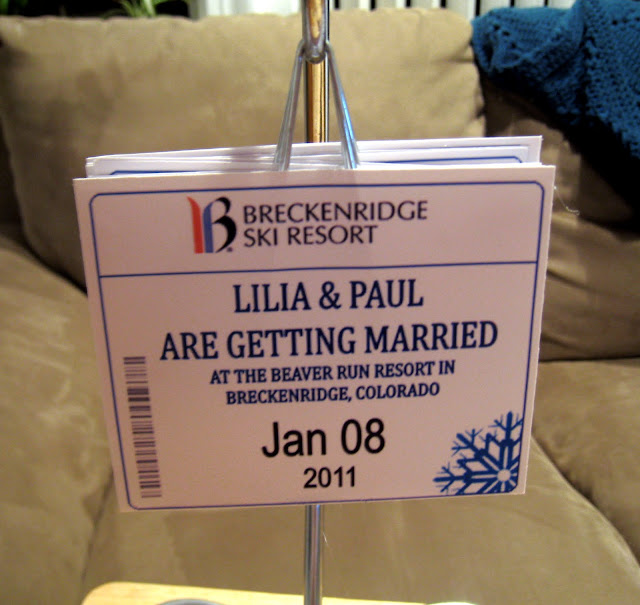 BRECKENRIDGE
SKI RESORT
LILIA & PAUL
ARE GETTING MARRIED
AT THE BEAVER RUN RESORT IN
BRECKENRIDGE, COLORADO
Jan 08
2011